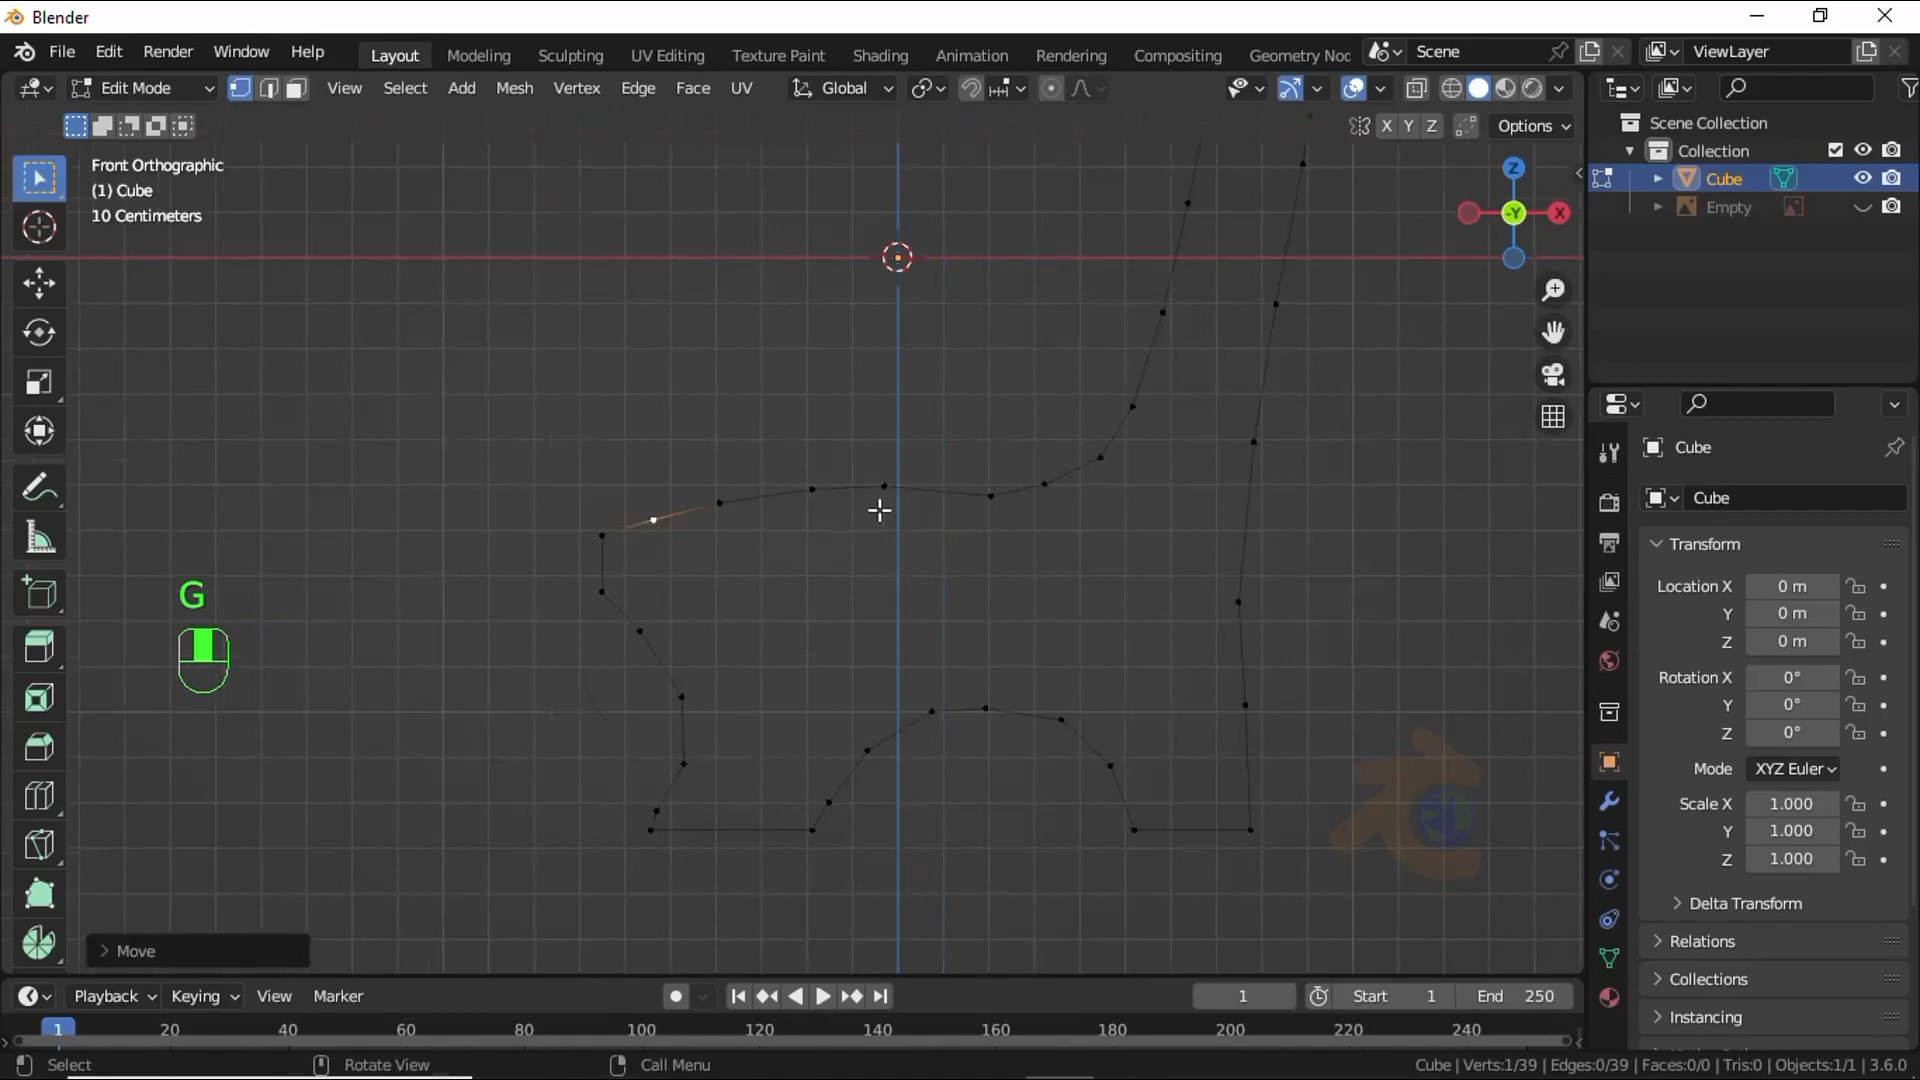 Blender
File Edit Render Window Help Layout Modeling Sculpting UV Editing Texture Paint Shading Animation Rendering Compositing Geometry Noc Scene ViewLayer
Edit Mode View Select Add Mesh Vertex Edge Face UV Global
X Y Z Options
Front Orthographic
(1) Cube
10 Centimeters
Z
-Y X
G
Move
Scene Collection
Collection
Cube
Empty
Cube
Cube
Transform
Location X 0 m
Y 0 m
Z 0 m
Rotation X 0°
Y 0°
Z 0°
Mode XYZ Euler
Scale X 1.000
Y 1.000
Z 1.000
Delta Transform
Relations
Collections
Instancing
Playback Keying View Marker 1 Start 1 End 250
1 20 40 60 80 100 120 140 160 180 200 220 240
Select Rotate View Call Menu Cube | Verts:1/39 | Edges:0/39 | Faces:0/0 | Tris:0 | Objects:1/1 | 3.6.0